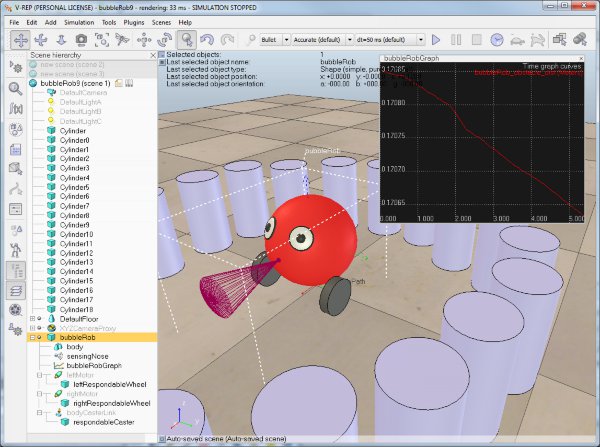 V-REP (PERSONAL LICENSE) - rendering: 33 ms - SIMULATION STOPPED
File Edit Add Simulation Tools Plugins Scenes Help
Bullet Accurate (default) dt=50 ms (default)
Scene hierarchy
new scene (scene 2)
new scene (scene 3)
bubbleRob9 (scene 1)
DefaultCamera
DefaultLightA
DefaultLightB
DefaultLightC
Cylinder
Cylinder0
Cylinder1
Cylinder2
Cylinder3
Cylinder4
Cylinder5
Cylinder6
Cylinder7
Cylinder8
Cylinder9
Cylinder10
Cylinder11
Cylinder12
Cylinder13
Cylinder14
Cylinder15
Cylinder16
Cylinder17
Cylinder18
DefaultFloor
XYZCameraProxy
bubbleRob
body
sensingNose
bubbleRobGraph
leftMotor
leftRespondableWheel
rightMotor
rightRespondableWheel
bodyCasterLink
respondableCaster
Selected objects: 1
Last selected object name: bubbleRob
Last selected object type: Shape (simple, pu
Last selected object position: x: +0.0000 y: +0.0
Last selected object orientation: a: -000.00 b: +000.0
bubbleRobGraph
Time graph curves
0.17085
0.17080
0.17075
0.17070
0.17065
0.000 1.000 2.000 3.000 4.000 5.000
bubbleRob
Path
z
x
y
Auto-saved scene (Auto-saved scene)